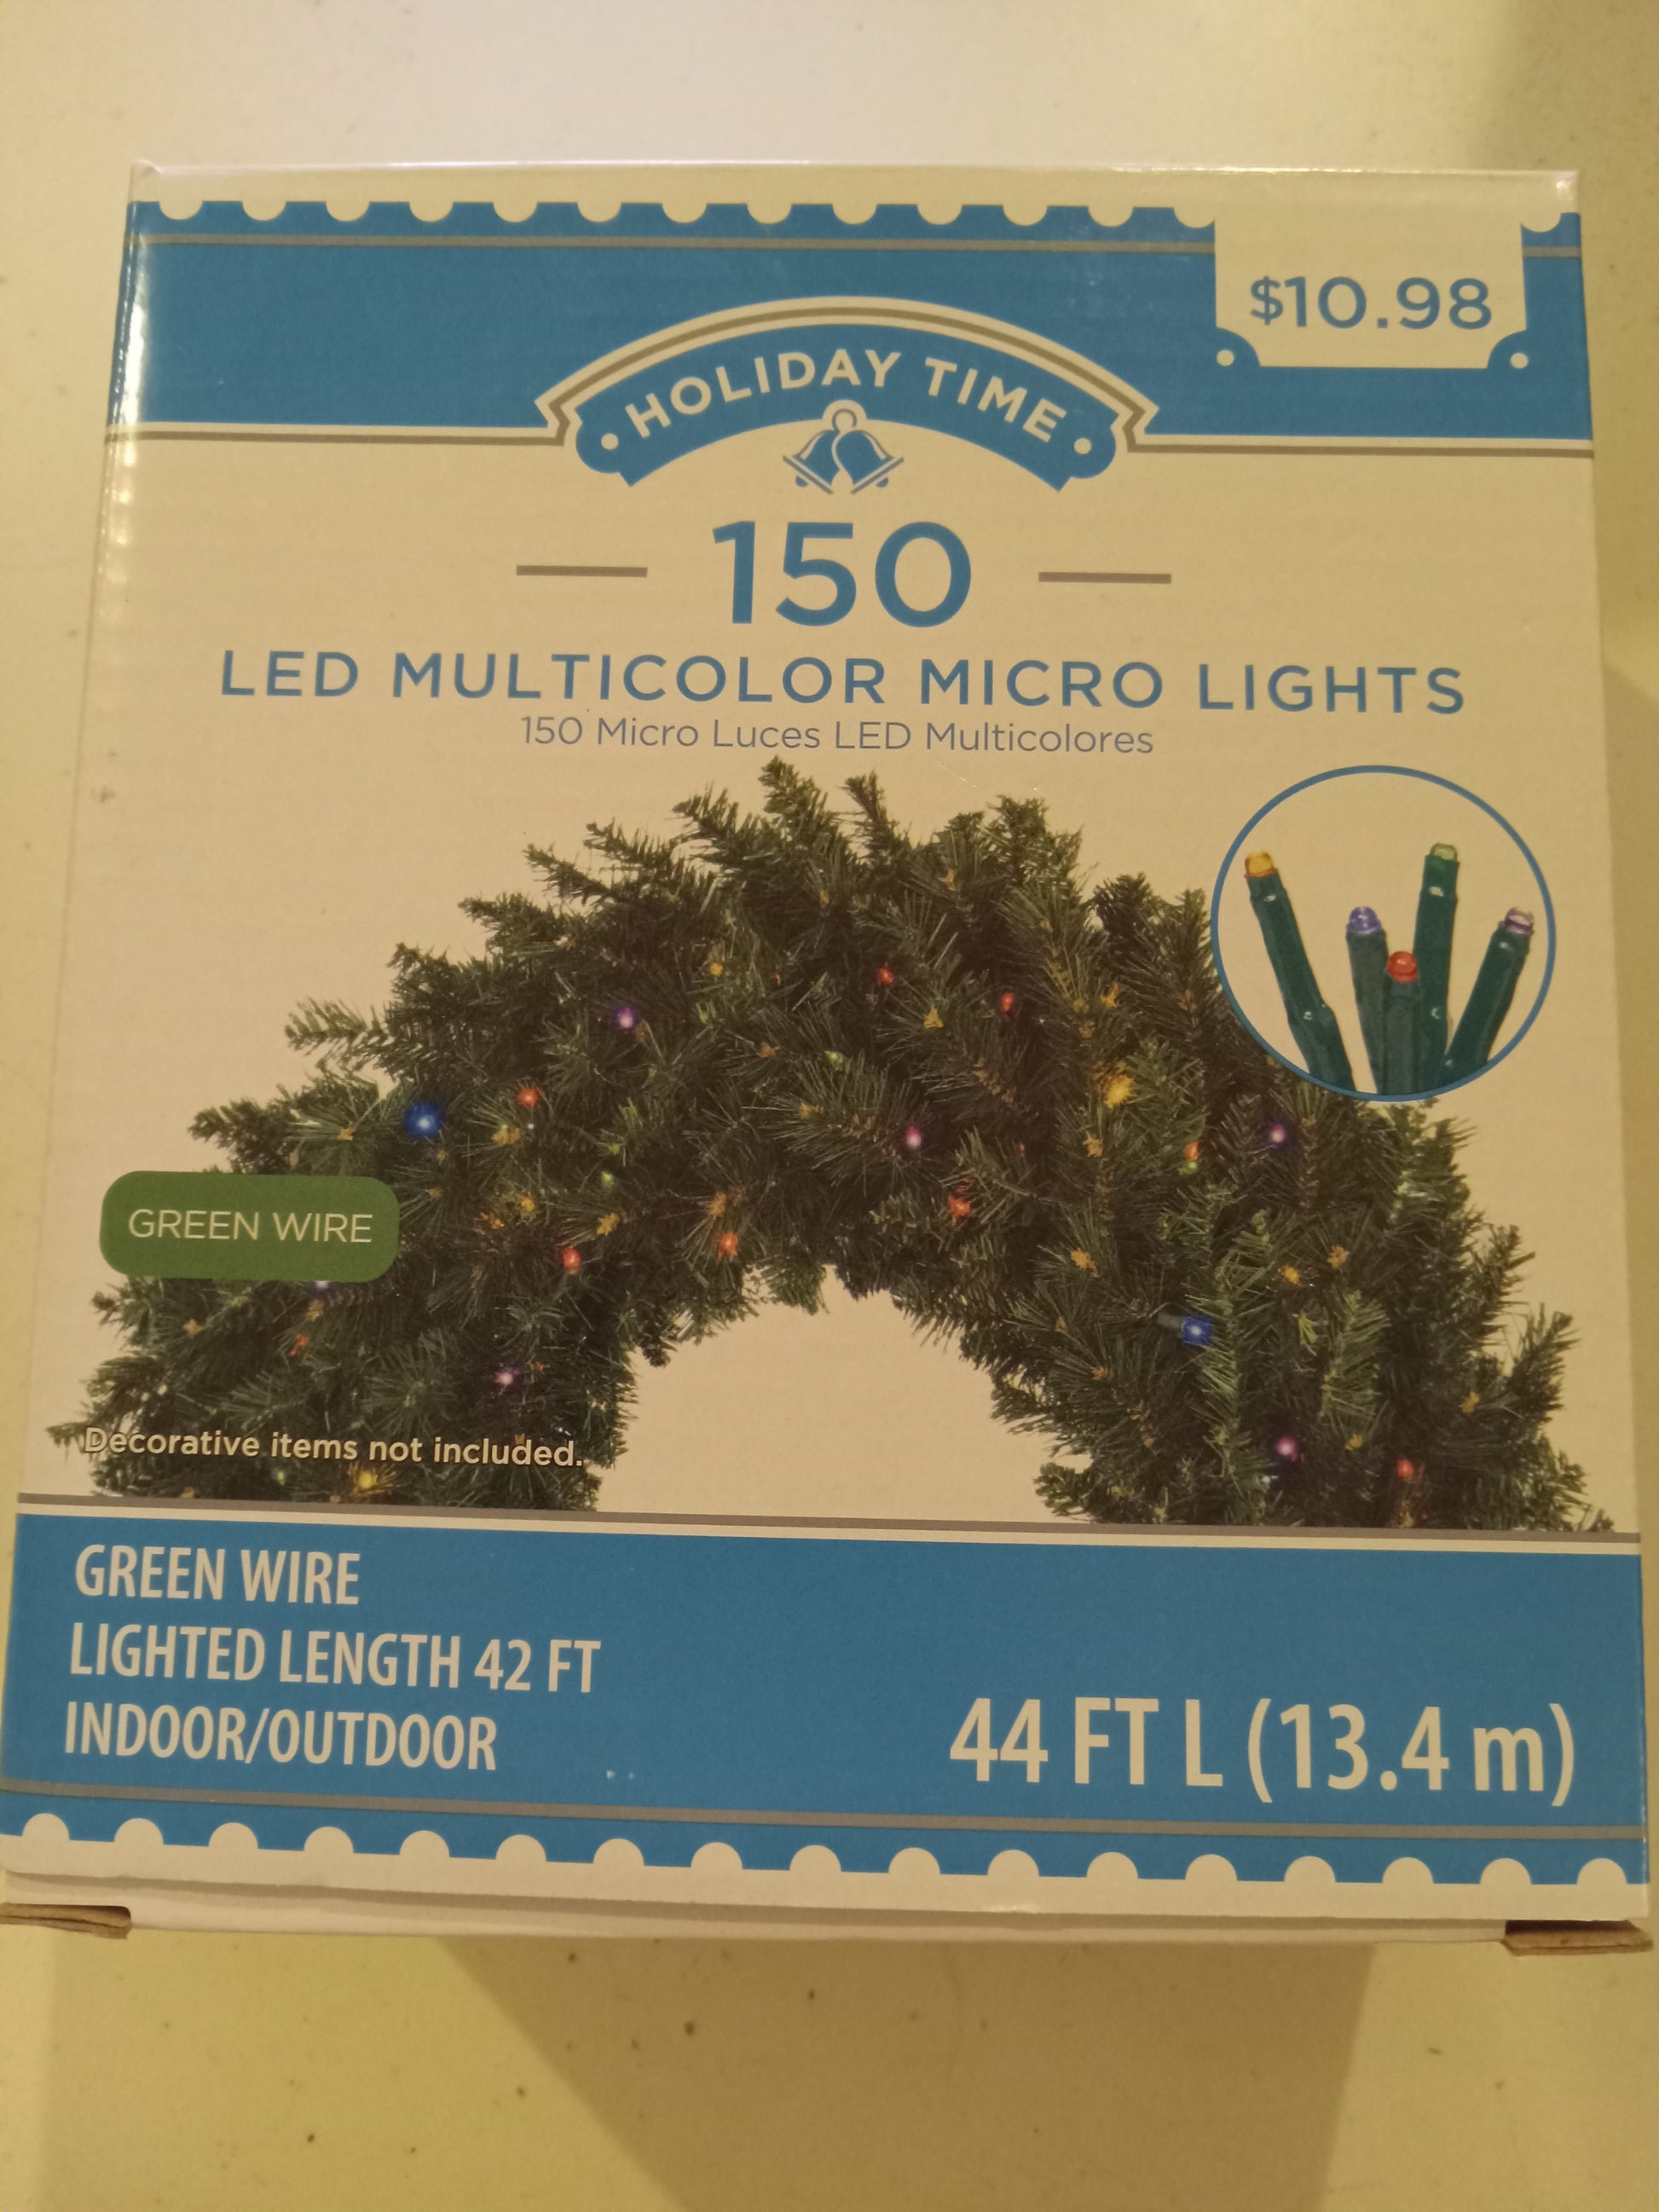 $10.98
HOLIDAY TIME
150
LED MULTICOLOR MICRO LIGHTS
150 Micro Luces LED Multicolores
GREEN WIRE
Decorative items not included.
GREEN WIRE
LIGHTED LENGTH 42 FT
INDOOR/OUTDOOR
44 FT L (13.4 m)